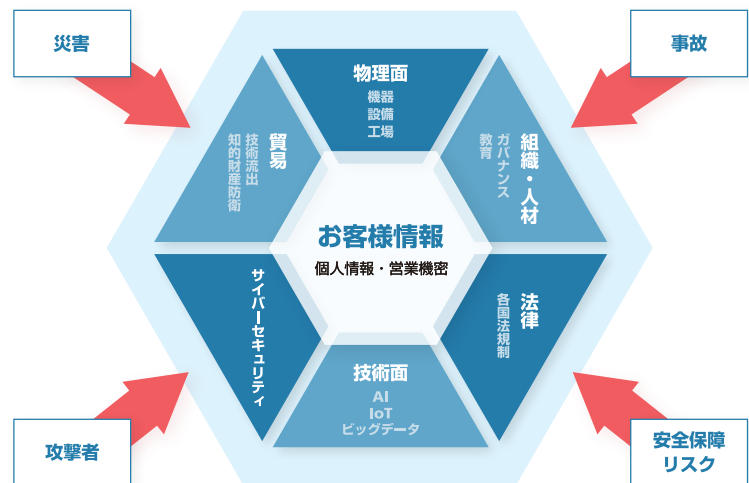 災害
事故
物理面
機器
設備
工場
貿易
技術流出
知的財産防衛
組織・人材
ガバナンス
教育
お客様情報
個人情報・営業機密
サイバーセキュリティ
法律
各国法規制
技術面
AI
IoT
ビッグデータ
攻撃者
安全保障
リスク